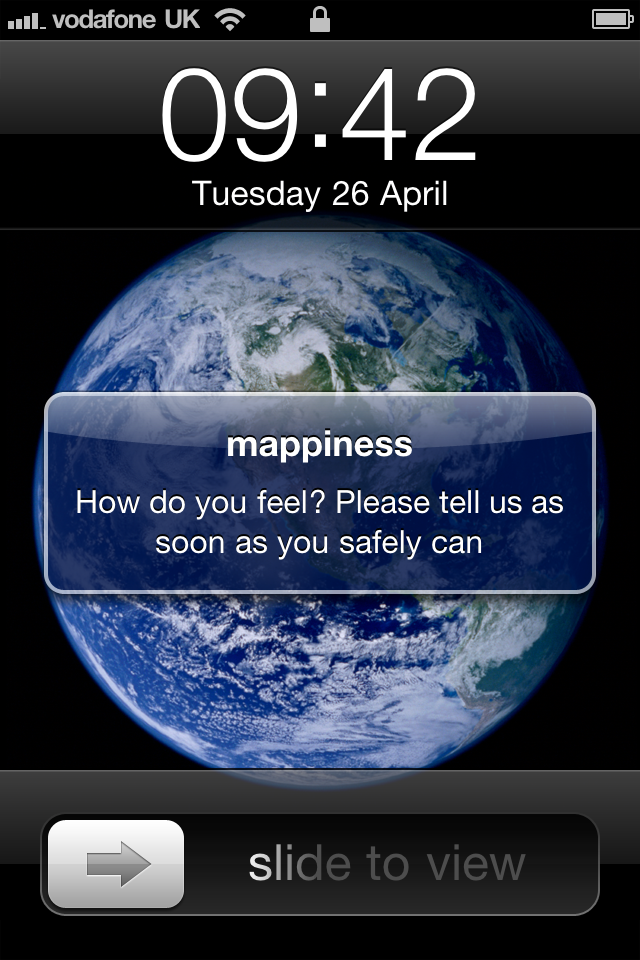 vodafone UK
09:42
Tuesday 26 April
mappiness
How do you feel? Please tell us as
soon as you safely can
slide to view